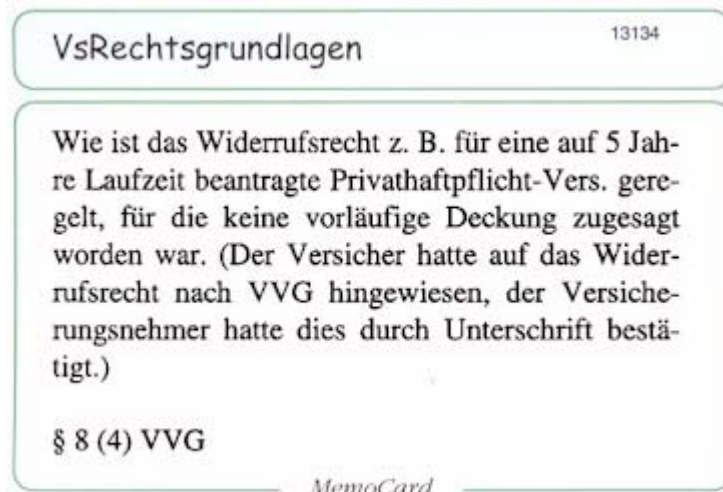 VsRechtsgrundlagen
13134
Wie ist das Widerrufsrecht z. B. für eine auf 5 Jah-
re Laufzeit beantragte Privathaftpflicht-Vers. gere-
gelt, für die keine vorläufige Deckung zugesagt
worden war. (Der Versicher hatte auf das Wider-
rufsrecht nach VVG hingewiesen, der Versiche-
rungsnehmer hatte dies durch Unterschrift bestä-
tigt.)
§ 8 (4) VVG
MemoCard